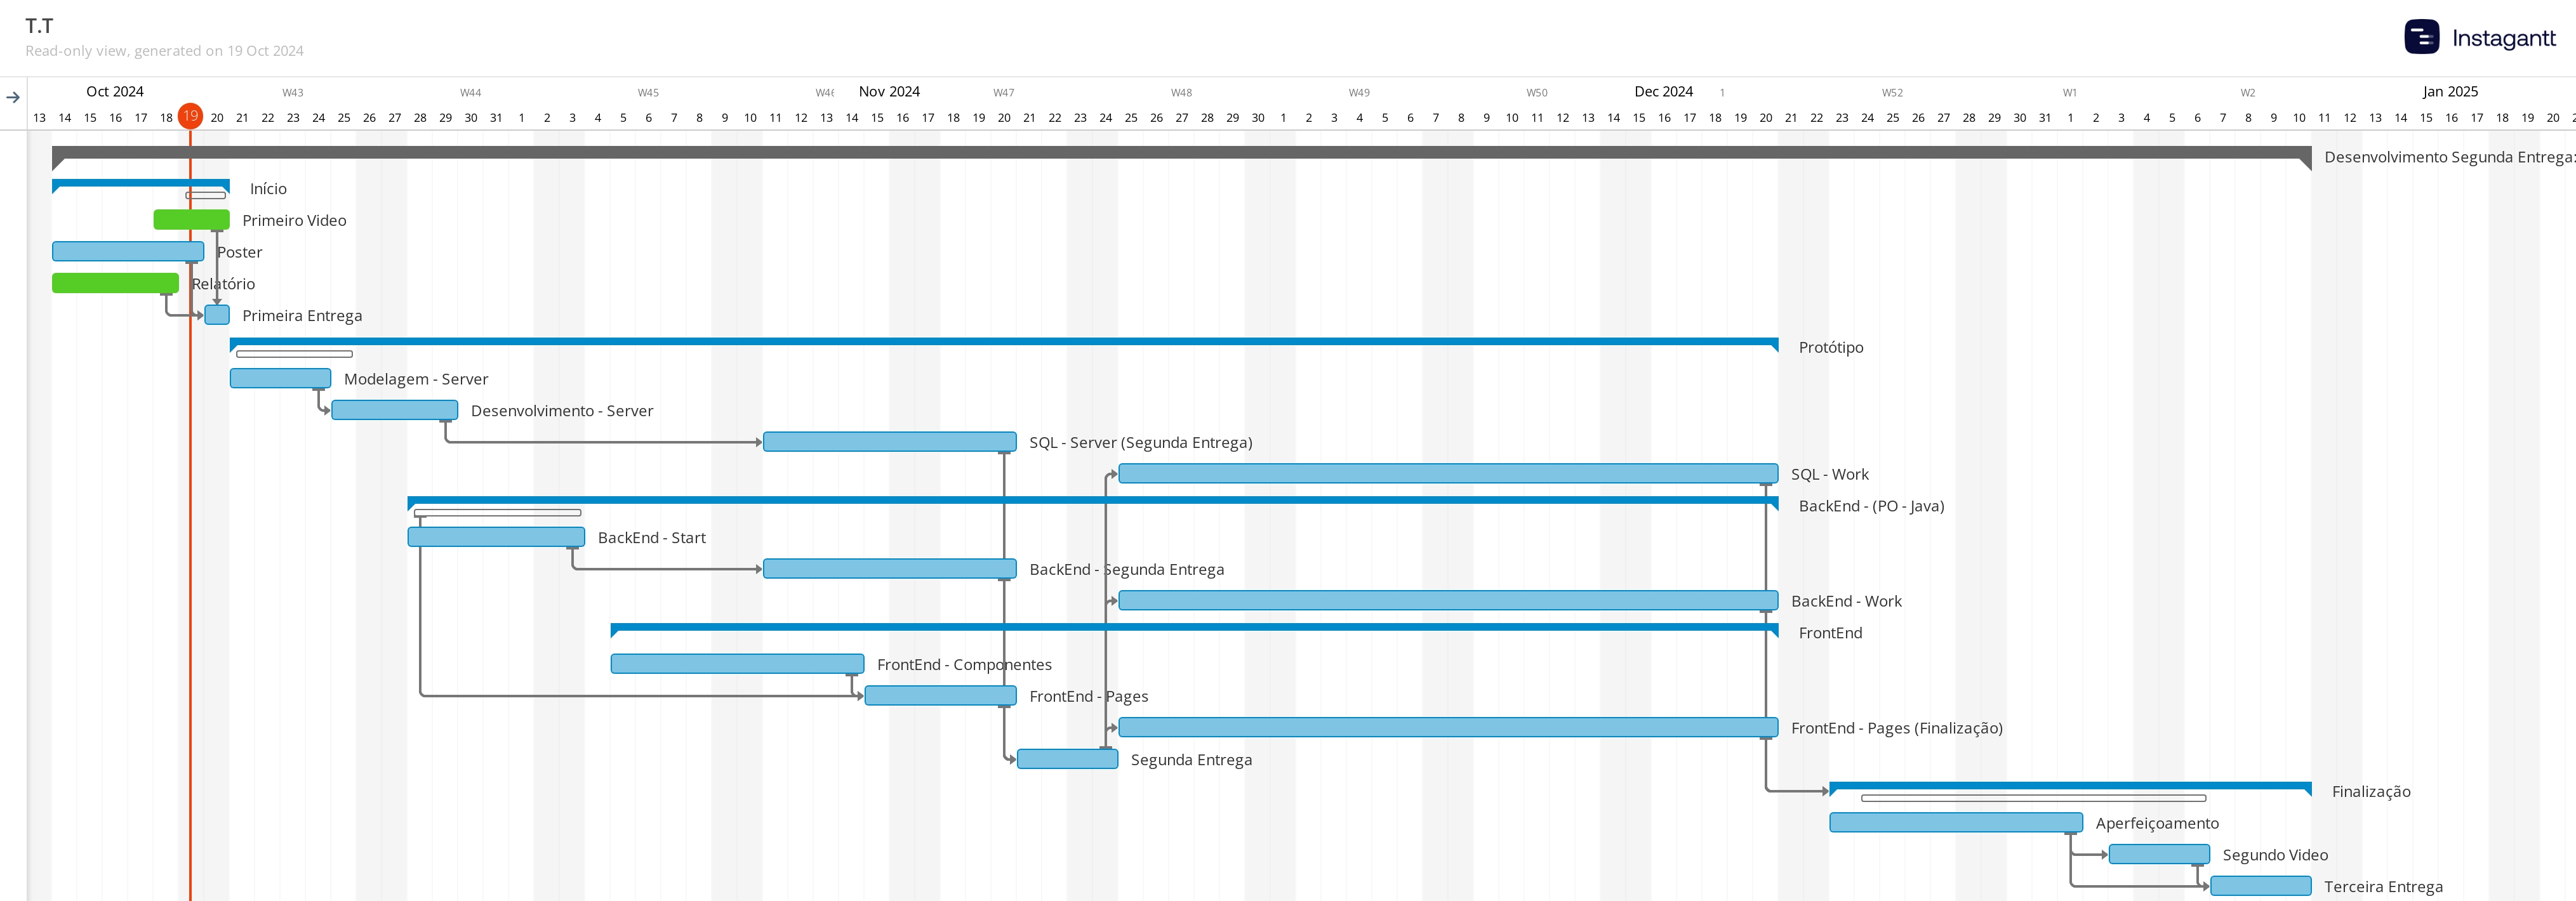 T.T
Read-only view, generated on 19 Oct 2024
Instagantt
Oct 2024 W43 W44 W45 W46 Nov 2024 W47 W48 W49 W50 Dec 2024 1 W52 W1 W2 Jan 2025
13 14 15 16 17 18 19 20 21 22 23 24 25 26 27 28 29 30 31 1 2 3 4 5 6 7 8 9 10 11 12 13 14 15 16 17 18 19 20 21 22 23 24 25 26 27 28 29 30 1 2 3 4 5 6 7 8 9 10 11 12 13 14 15 16 17 18 19 20 21 22 23 24 25 26 27 28 29 30 31 1 2 3 4 5 6 7 8 9 10 11 12 13 14 15 16 17 18 19 20
Desenvolvimento Segunda Entrega:
Início
Primeiro Video
Poster
Relatório
Primeira Entrega
Protótipo
Modelagem - Server
Desenvolvimento - Server
SQL - Server (Segunda Entrega)
SQL - Work
BackEnd - (PO - Java)
BackEnd - Start
BackEnd - Segunda Entrega
BackEnd - Work
FrontEnd
FrontEnd - Componentes
FrontEnd - Pages
FrontEnd - Pages (Finalização)
Segunda Entrega
Finalização
Aperfeiçoamento
Segundo Video
Terceira Entrega